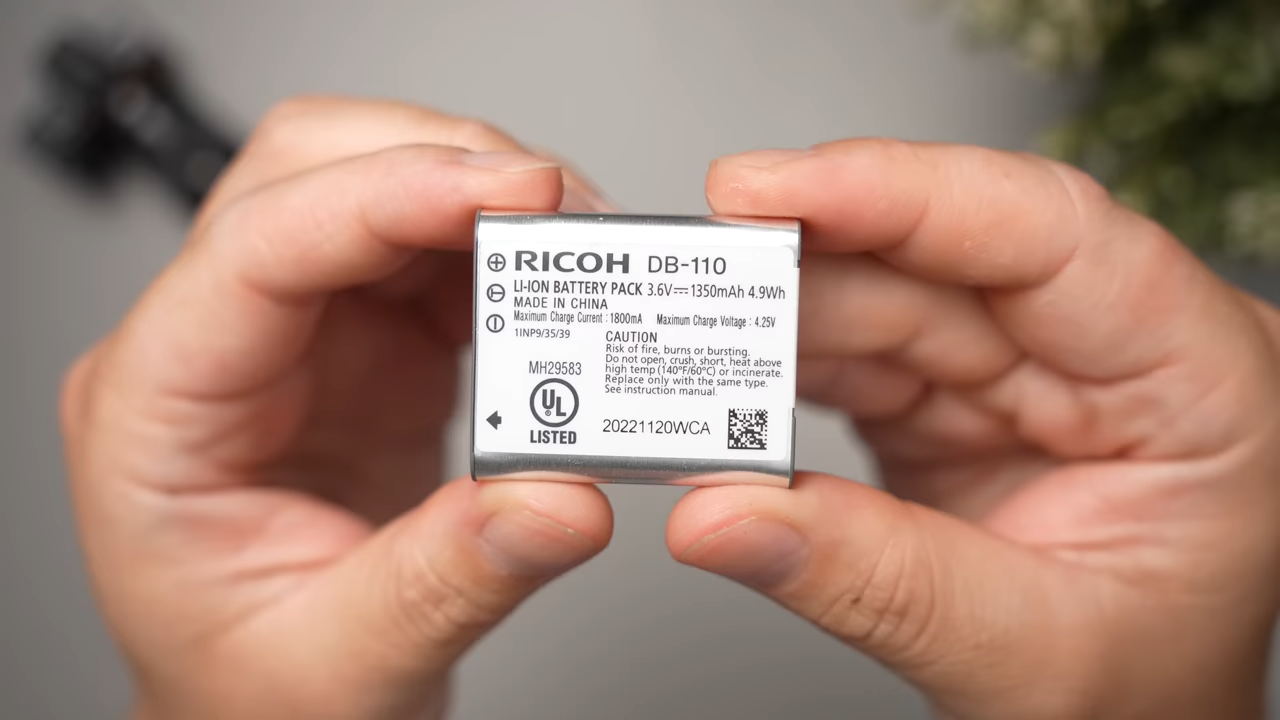 RICOH DB-110
LI-ION BATTERY PACK 3.6V⎓1350mAh 4.9Wh
MADE IN CHINA
Maximum Charge Current : 1800mA Maximum Charge Voltage : 4.25V
1INP9/35/39
CAUTION
Risk of fire, burns or bursting.
Do not open, crush, short, heat above
high temp (140°F/60°C) or incinerate.
Replace only with the same type.
See instruction manual.
MH29583
UL®
LISTED
20221120WCA